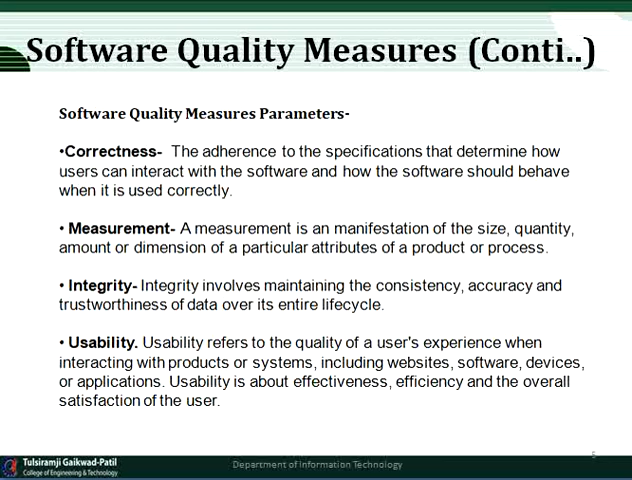 Software Quality Measures (Conti..)
Software Quality Measures Parameters-
•Correctness- The adherence to the specifications that determine how
users can interact with the software and how the software should behave
when it is used correctly.
• Measurement- A measurement is an manifestation of the size, quantity,
amount or dimension of a particular attributes of a product or process.
• Integrity- Integrity involves maintaining the consistency, accuracy and
trustworthiness of data over its entire lifecycle.
• Usability. Usability refers to the quality of a user's experience when
interacting with products or systems, including websites, software, devices,
or applications. Usability is about effectiveness, efficiency and the overall
satisfaction of the user.
5
Tulsiramji Gaikwad-Patil
College of Engineering & Technology
Department of Information Technology